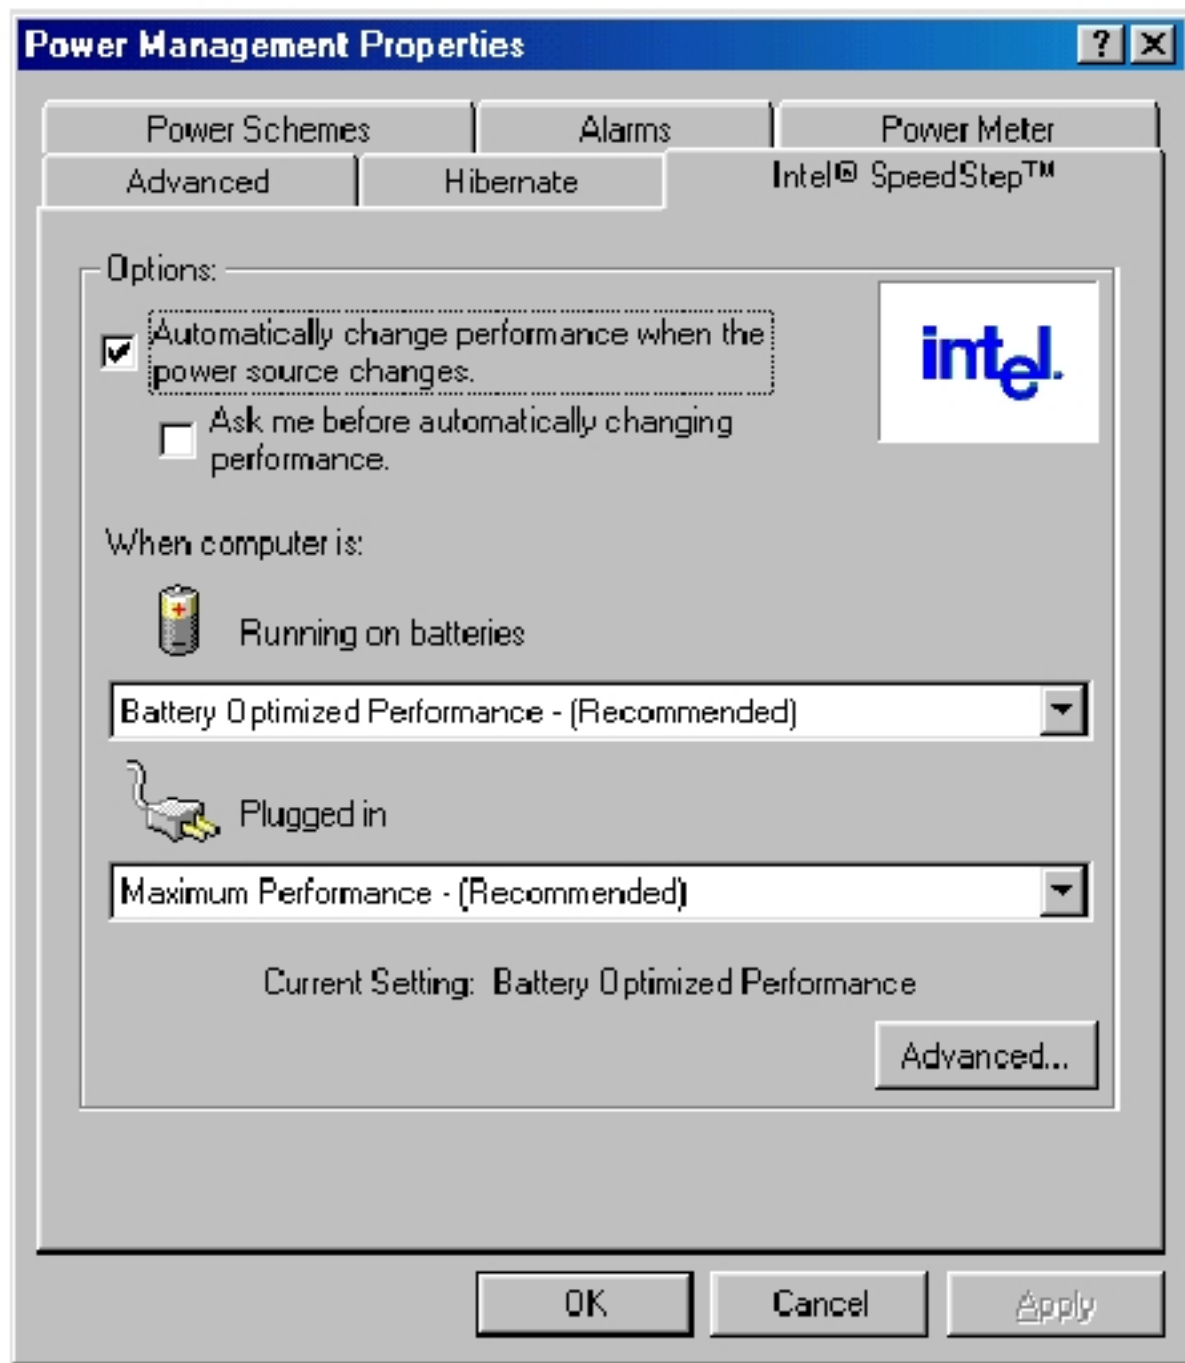 Power Management Properties
Power Schemes
Alarms
Power Meter
Advanced
Hibernate
Intel® SpeedStep™
Options:
Automatically change performance when the
power source changes.
intel.
Ask me before automatically changing
performance.
When computer is:
Running on batteries
Battery Optimized Performance - (Recommended)
Plugged in
Maximum Performance - (Recommended)
Current Setting: Battery Optimized Performance
Advanced...
OK
Cancel
Apply